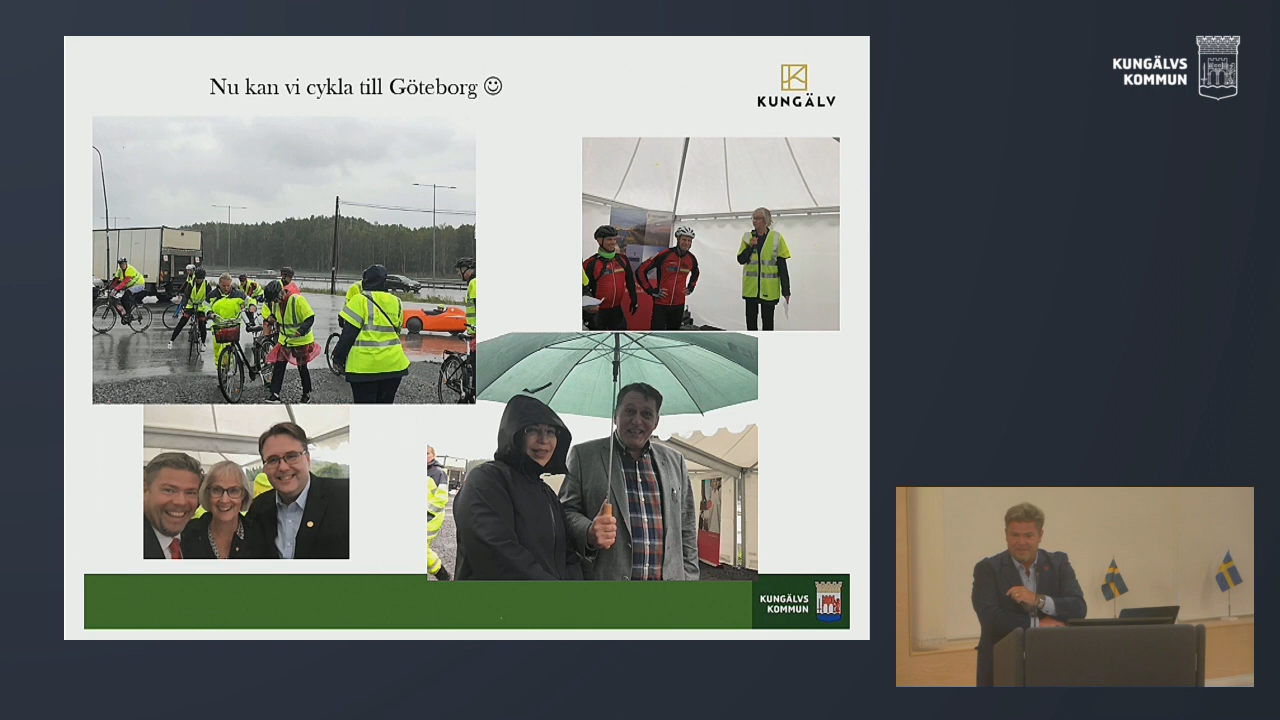 Nu kan vi cykla till Göteborg ☺
KUNGÄLV
KUNGÄLVS
KOMMUN
KUNGÄLVS
KOMMUN